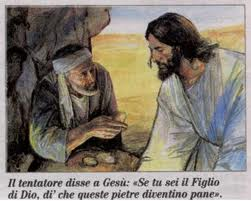 Il tentatore disse a Gesù: «Se tu sei il Figlio
di Dio, di' che queste pietre diventino pane».